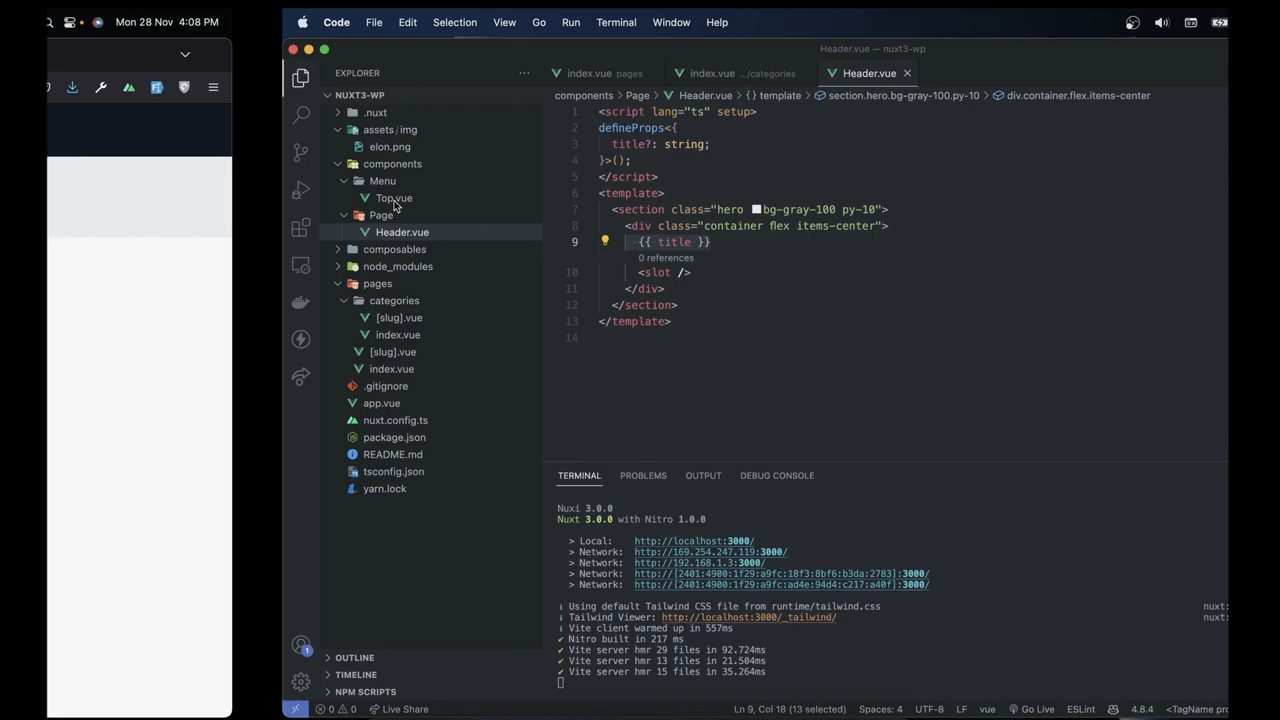 Mon 28 Nov 4:08 PM
Code File Edit Selection View Go Run Terminal Window Help
Header.vue — nuxt3-wp
EXPLORER
index.vue pages
index.vue .../categories
Header.vue
NUXT3-WP
components > Page > Header.vue > {} template > section.hero.bg-gray-100.py-10 > div.container.flex.items-center
.nuxt
assets / img
elon.png
components
Menu
Top.vue
Page
Header.vue
composables
node_modules
pages
categories
[slug].vue
index.vue
[slug].vue
index.vue
.gitignore
app.vue
nuxt.config.ts
package.json
README.md
tsconfig.json
yarn.lock
OUTLINE
TIMELINE
NPM SCRIPTS
1 <script lang="ts" setup>
2 defineProps<{
3 title?: string;
4 }>();
5 </script>
6 <template>
7 <section class="hero bg-gray-100 py-10">
8 <div class="container flex items-center">
9 {{ title }}
0 references
10 <slot />
11 </div>
12 </section>
13 </template>
14
TERMINAL PROBLEMS OUTPUT DEBUG CONSOLE
Nuxi 3.0.0
Nuxt 3.0.0 with Nitro 1.0.0
> Local: http://localhost:3000/
> Network: http://169.254.247.119:3000/
> Network: http://192.168.1.3:3000/
> Network: http://[2401:4900:1f29:a9fc:18f3:8bf6:b3da:2783]:3000/
> Network: http://[2401:4900:1f29:a9fc:ad4e:94d4:c217:a40f]:3000/
ℹ Using default Tailwind CSS file from runtime/tailwind.css nuxt:
ℹ Tailwind Viewer: http://localhost:3000/_tailwind/ nuxt:
ℹ Vite client warmed up in 557ms
✔ Nitro built in 217 ms
✔ Vite server hmr 29 files in 92.724ms
✔ Vite server hmr 13 files in 21.504ms
✔ Vite server hmr 15 files in 35.264ms
1
0 0 Live Share Ln 9, Col 18 (13 selected) Spaces: 4 UTF-8 LF vue Go Live ESLint 4.8.4 <TagName pr